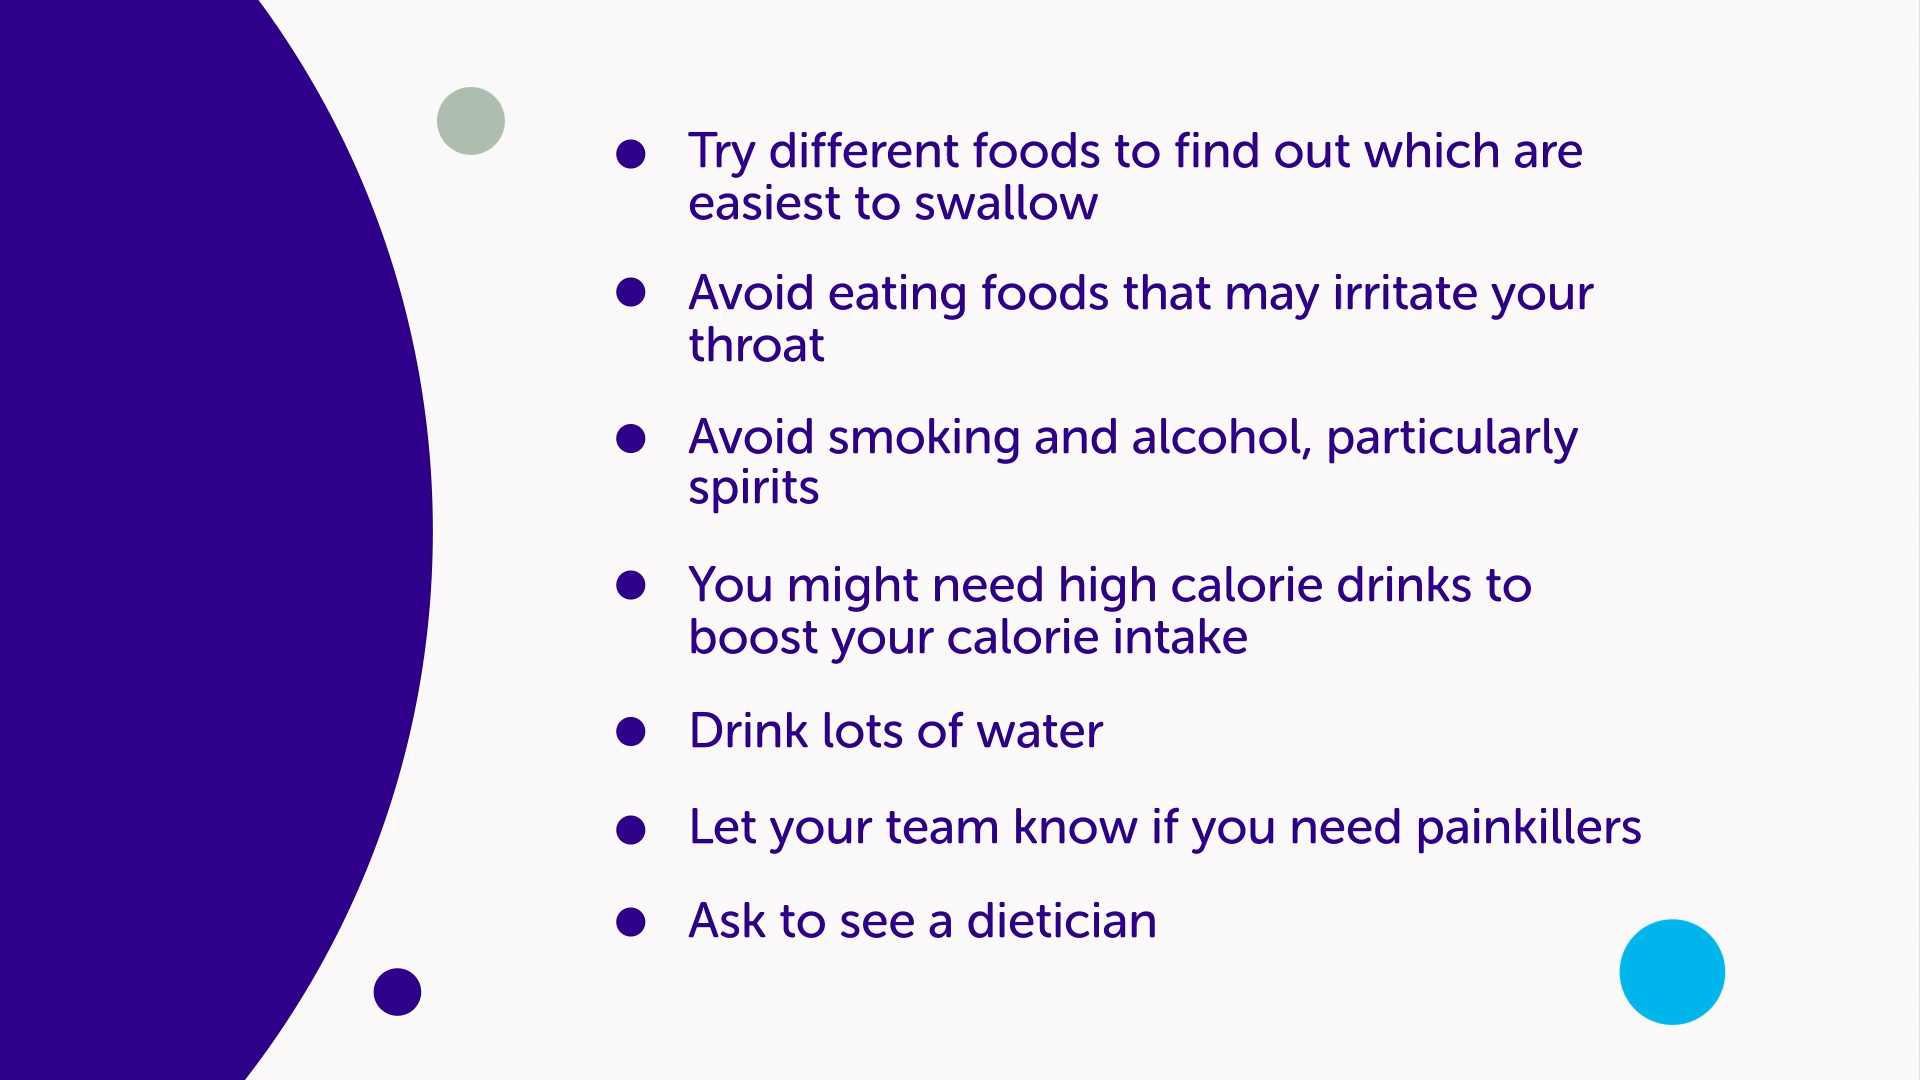 Try different foods to find out which are
easiest to swallow
Avoid eating foods that may irritate your
throat
Avoid smoking and alcohol, particularly
spirits
You might need high calorie drinks to
boost your calorie intake
Drink lots of water
Let your team know if you need painkillers
Ask to see a dietician